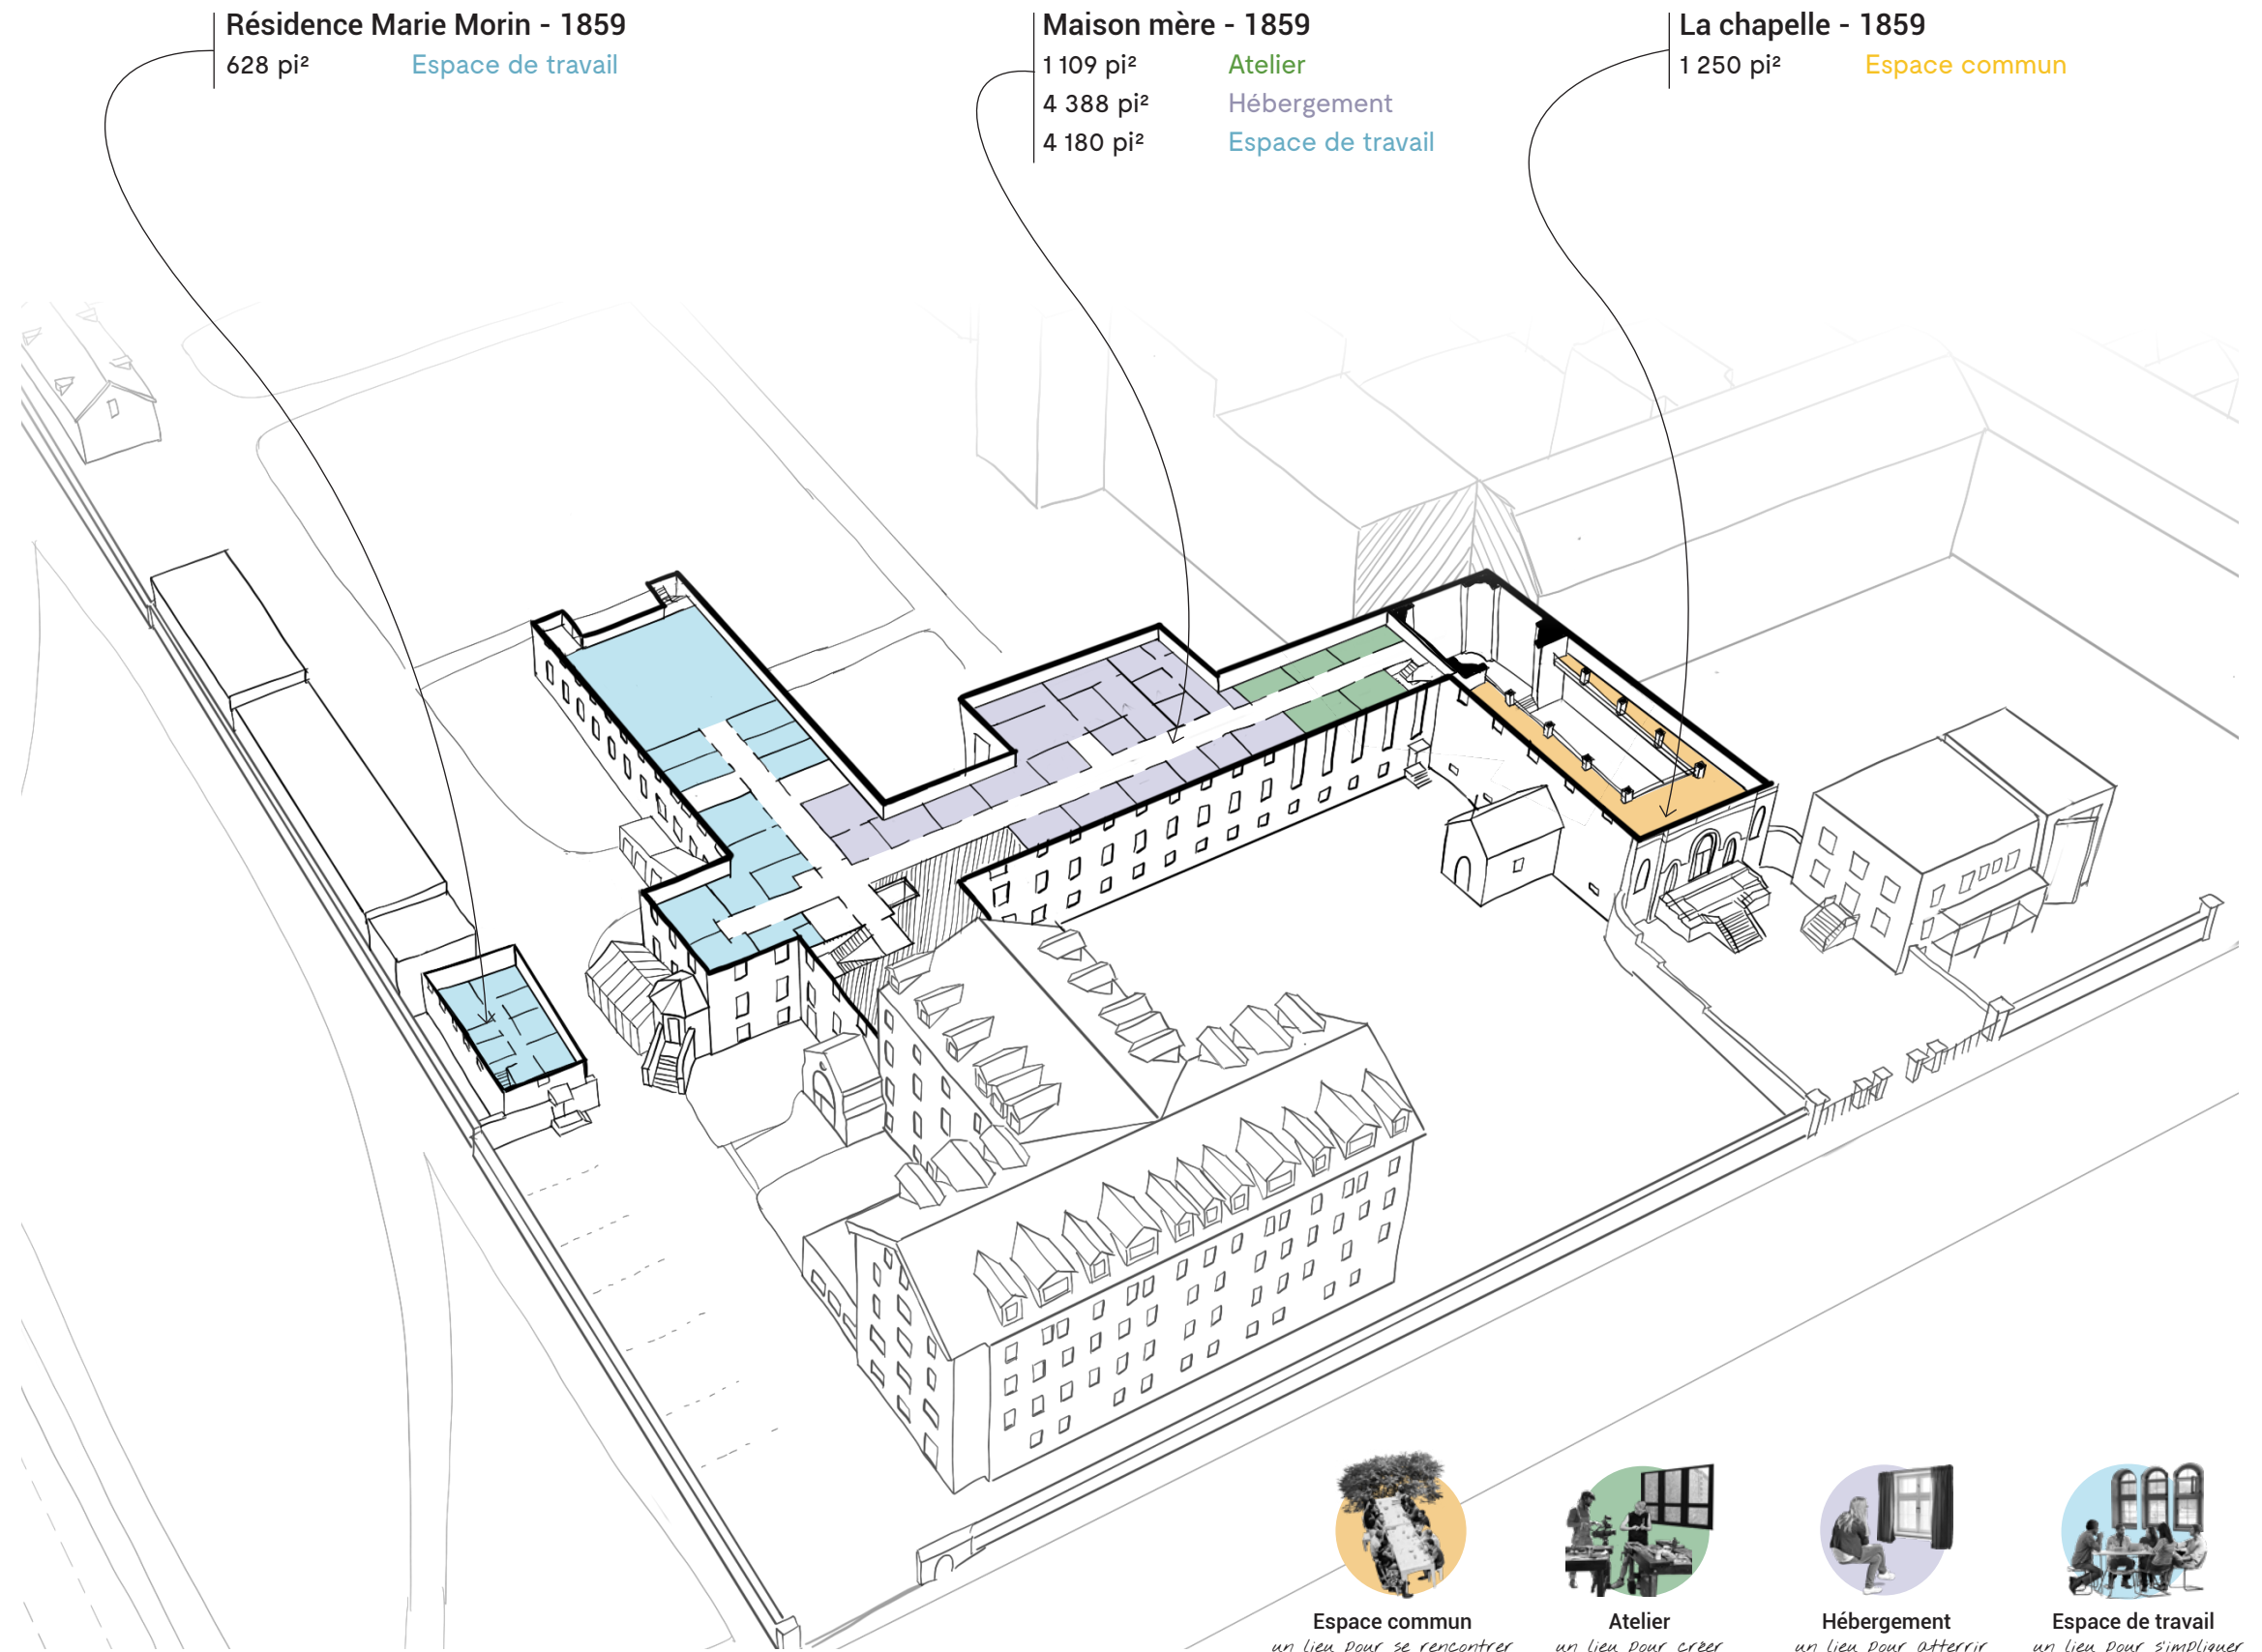 Résidence Marie Morin - 1859
628 pi² Espace de travail
Maison mère - 1859
1 109 pi² Atelier
4 388 pi² Hébergement
4 180 pi² Espace de travail
La chapelle - 1859
1 250 pi² Espace commun
Espace commun
un lieu pour se rencontrer
Atelier
un lieu pour créer
Hébergement
un lieu pour atterrir
Espace de travail
un lieu pour s'impliquer